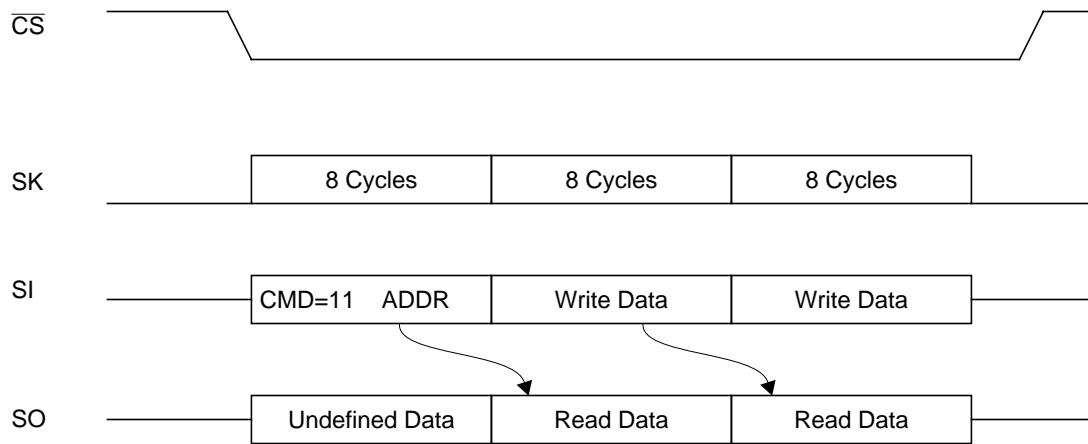 C̅S̅
SK 8 Cycles 8 Cycles 8 Cycles
SI CMD=11 ADDR Write Data Write Data
SO Undefined Data Read Data Read Data